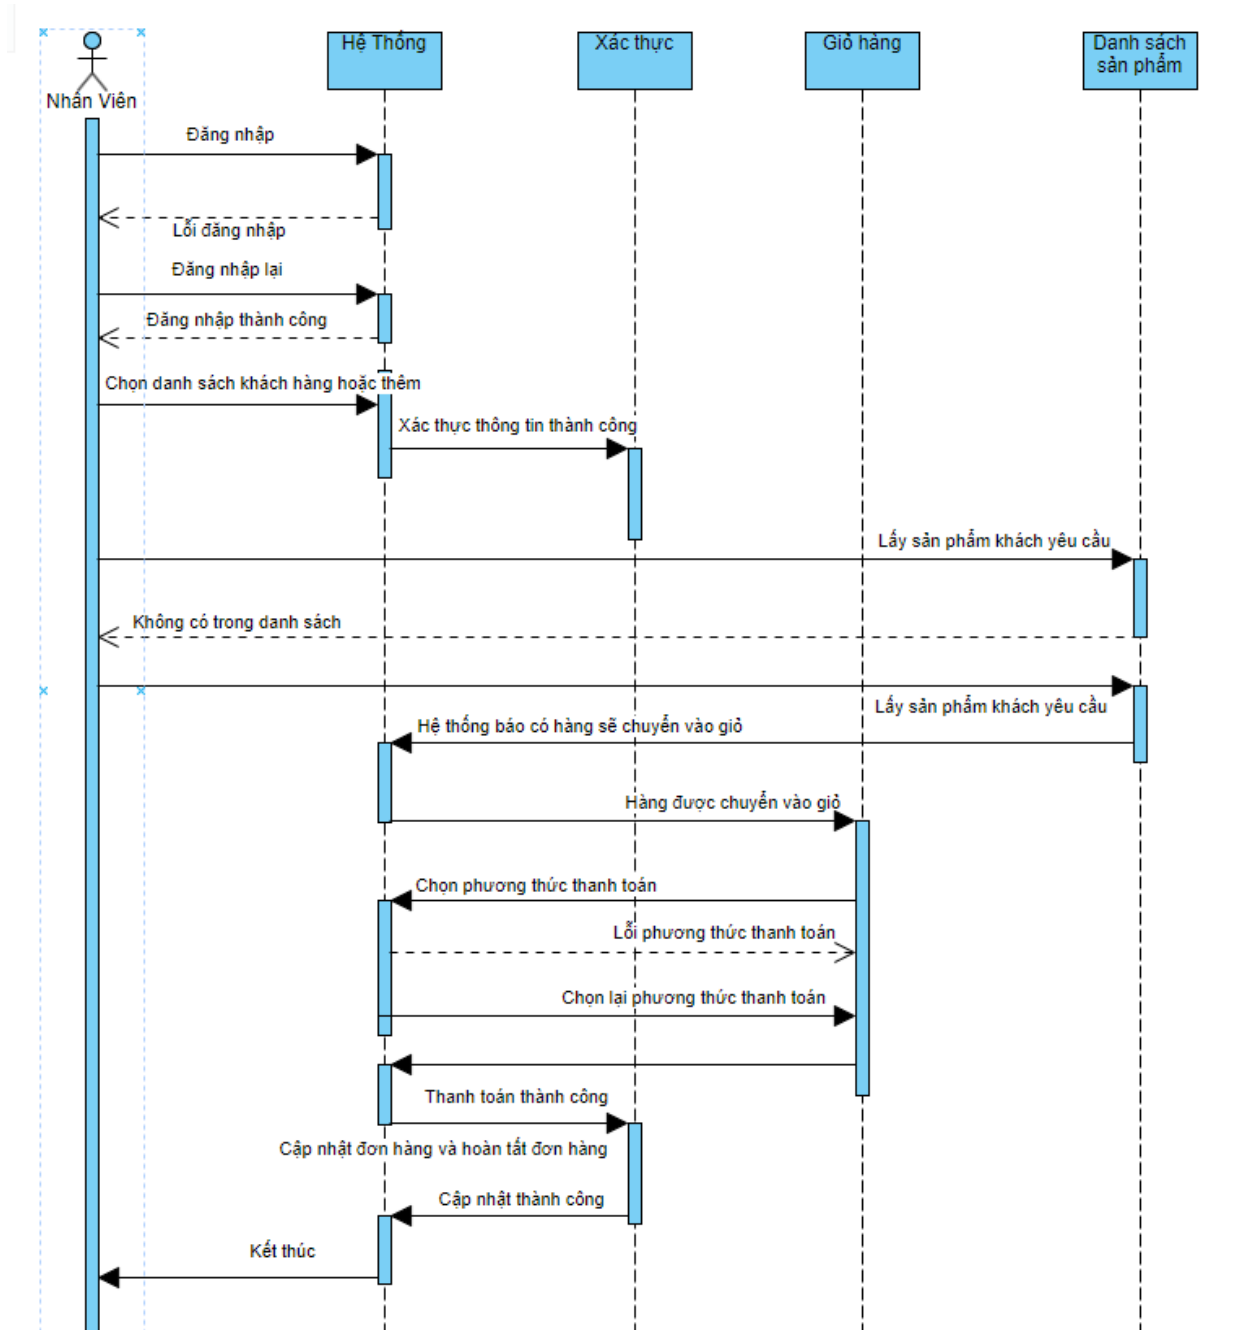 Hệ Thống
Xác thực
Giỏ hàng
Danh sách
sản phẩm
Nhân Viên
Đăng nhập
Lỗi đăng nhập
Đăng nhập lại
Đăng nhập thành công
Chọn danh sách khách hàng hoặc thêm
Xác thực thông tin thành công
Lấy sản phẩm khách yêu cầu
Không có trong danh sách
Lấy sản phẩm khách yêu cầu
Hệ thống báo có hàng sẽ chuyển vào giỏ
Hàng được chuyển vào giỏ
Chọn phương thức thanh toán
Lỗi phương thức thanh toán
Chọn lại phương thức thanh toán
Thanh toán thành công
Cập nhật đơn hàng và hoàn tất đơn hàng
Cập nhật thành công
Kết thúc